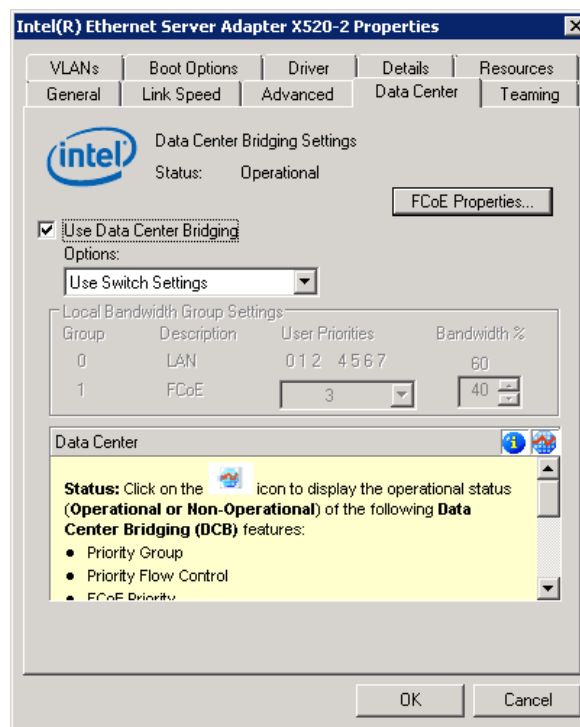 Intel(R) Ethernet Server Adapter X520-2 Properties
VLANs Boot Options Driver Details Resources
General Link Speed Advanced Data Center Teaming
intel
Data Center Bridging Settings
Status: Operational
FCoE Properties...
Use Data Center Bridging
Options:
Use Switch Settings
Local Bandwidth Group Settings
Group Description User Priorities Bandwidth %
0 LAN 0 1 2 4 5 6 7 60
1 FCoE 3 40
Data Center
Status: Click on the icon to display the operational status
(Operational or Non-Operational) of the following Data
Center Bridging (DCB) features:
• Priority Group
• Priority Flow Control
• FCoE Priority
OK Cancel